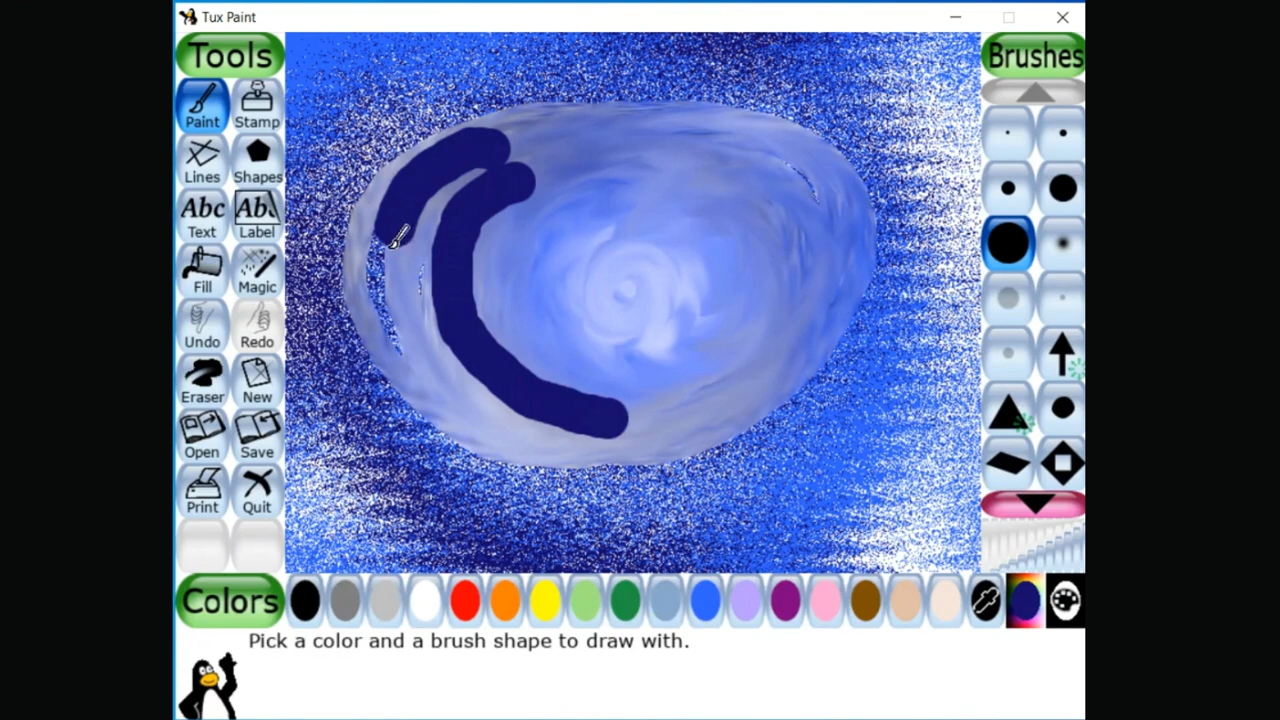 Tux Paint
Tools
Brushes
Paint
Stamp
Lines
Shapes
Abc
Abc
Text
Label
Fill
Magic
Undo
Redo
Eraser
New
Open
Save
Print
Quit
Colors
Pick a color and a brush shape to draw with.